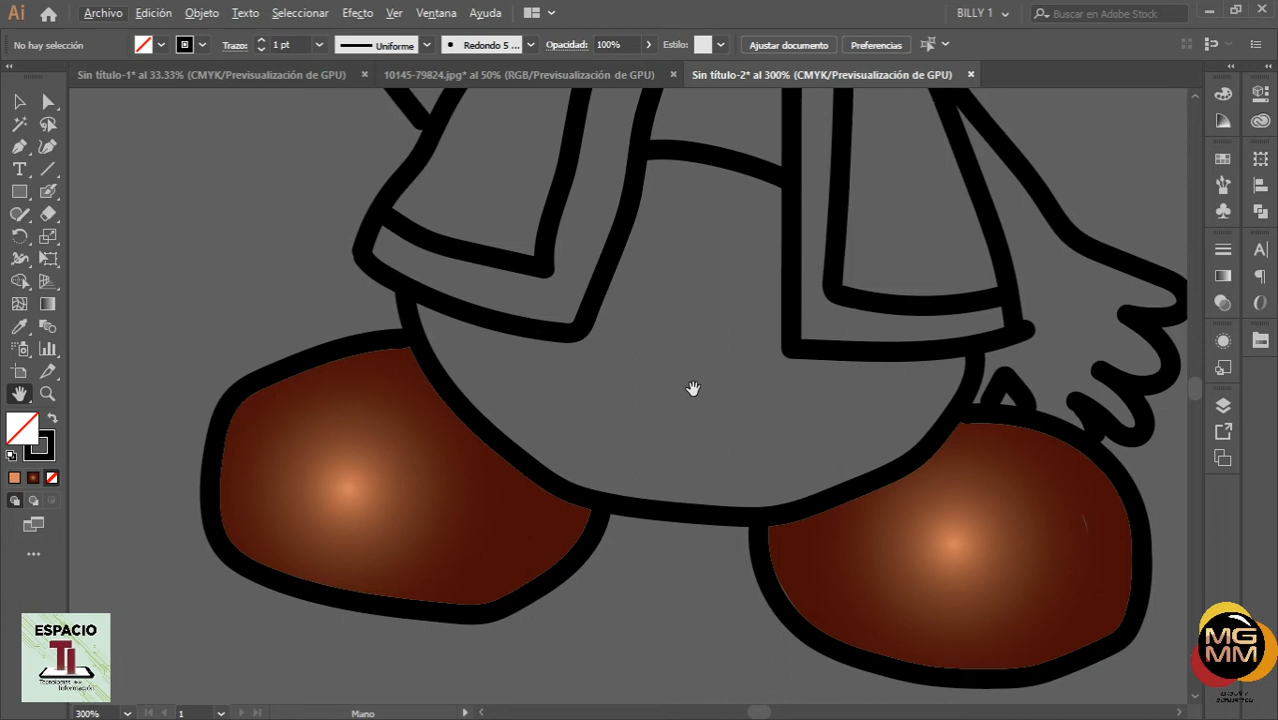 Ai Archivo Edición Objeto Texto Seleccionar Efecto Ver Ventana Ayuda BILLY 1 Buscar en Adobe Stock
No hay selección Trazo: 1 pt Uniforme Redondo 5 ... Opacidad: 100% Estilo: Ajustar documento Preferencias
Sin título-1* al 33.33% (CMYK/Previsualización de GPU) 10145-79824.jpg* al 50% (RGB/Previsualización de GPU) Sin título-2* al 300% (CMYK/Previsualización de GPU)
ESPACIO
TI
Tecnologías de
Información
MG
MM
300% 1 Mano